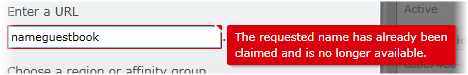 Enter a URL
Active
nameguestbook
The requested name has already been
claimed and is no longer available.
Choose a region or affinity group